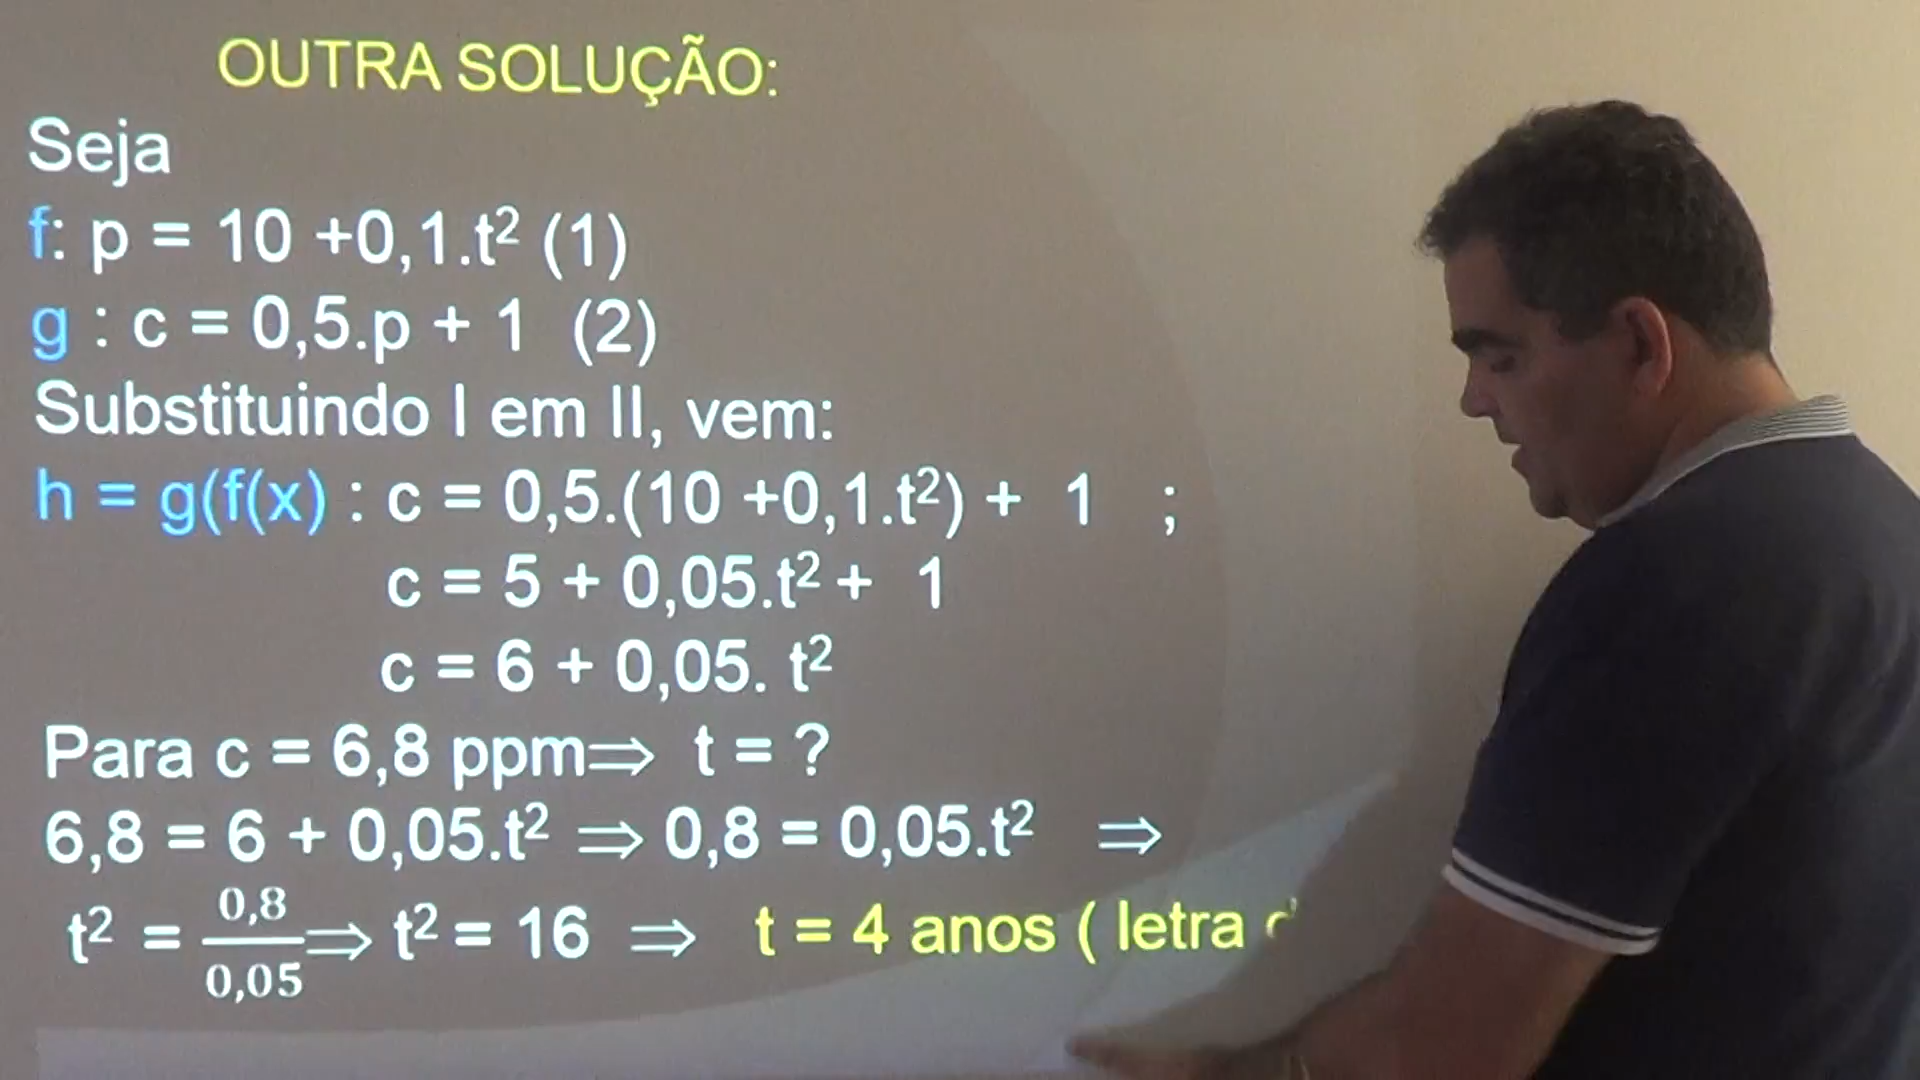 OUTRA SOLUÇÃO:
Seja
f: p = 10 +0,1.t² (1)
g : c = 0,5.p + 1 (2)
Substituindo I em II, vem:
h = g(f(x) : c = 0,5.(10 +0,1.t²) + 1 ;
c = 5 + 0,05.t² + 1
c = 6 + 0,05. t²
Para c = 6,8 ppm⇒ t = ?
6,8 = 6 + 0,05.t² ⇒ 0,8 = 0,05.t² ⇒
t² = 0,8/0,05 ⇒ t² = 16 ⇒ t = 4 anos ( letra